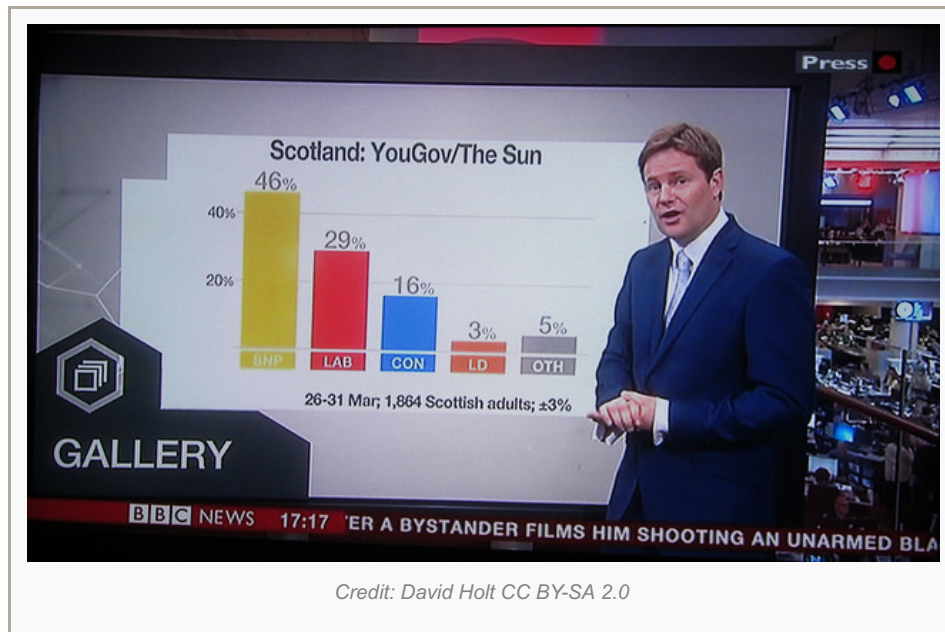 Press
Scotland: YouGov/The Sun
46%
29%
16%
3%
5%
40%
20%
SNP
LAB
CON
LD
OTH
26-31 Mar; 1,864 Scottish adults; ±3%
GALLERY
BBC NEWS 17:17 'ER A BYSTANDER FILMS HIM SHOOTING AN UNARMED BLA
Credit: David Holt CC BY-SA 2.0